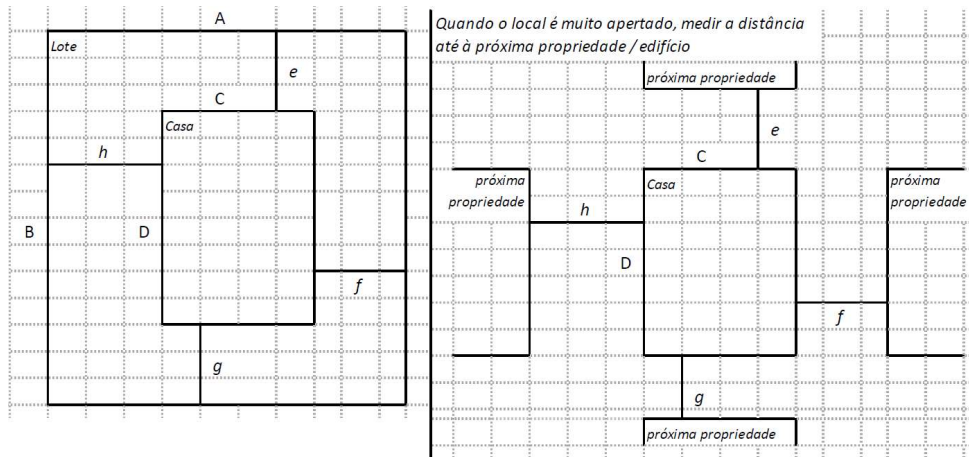 A
Lote
e
C
Casa
h
B
D
f
g
Quando o local é muito apertado, medir a distância
até à próxima propriedade / edifício
próxima propriedade
e
C
próxima
propriedade
Casa
próxima
propriedade
h
D
f
g
próxima propriedade